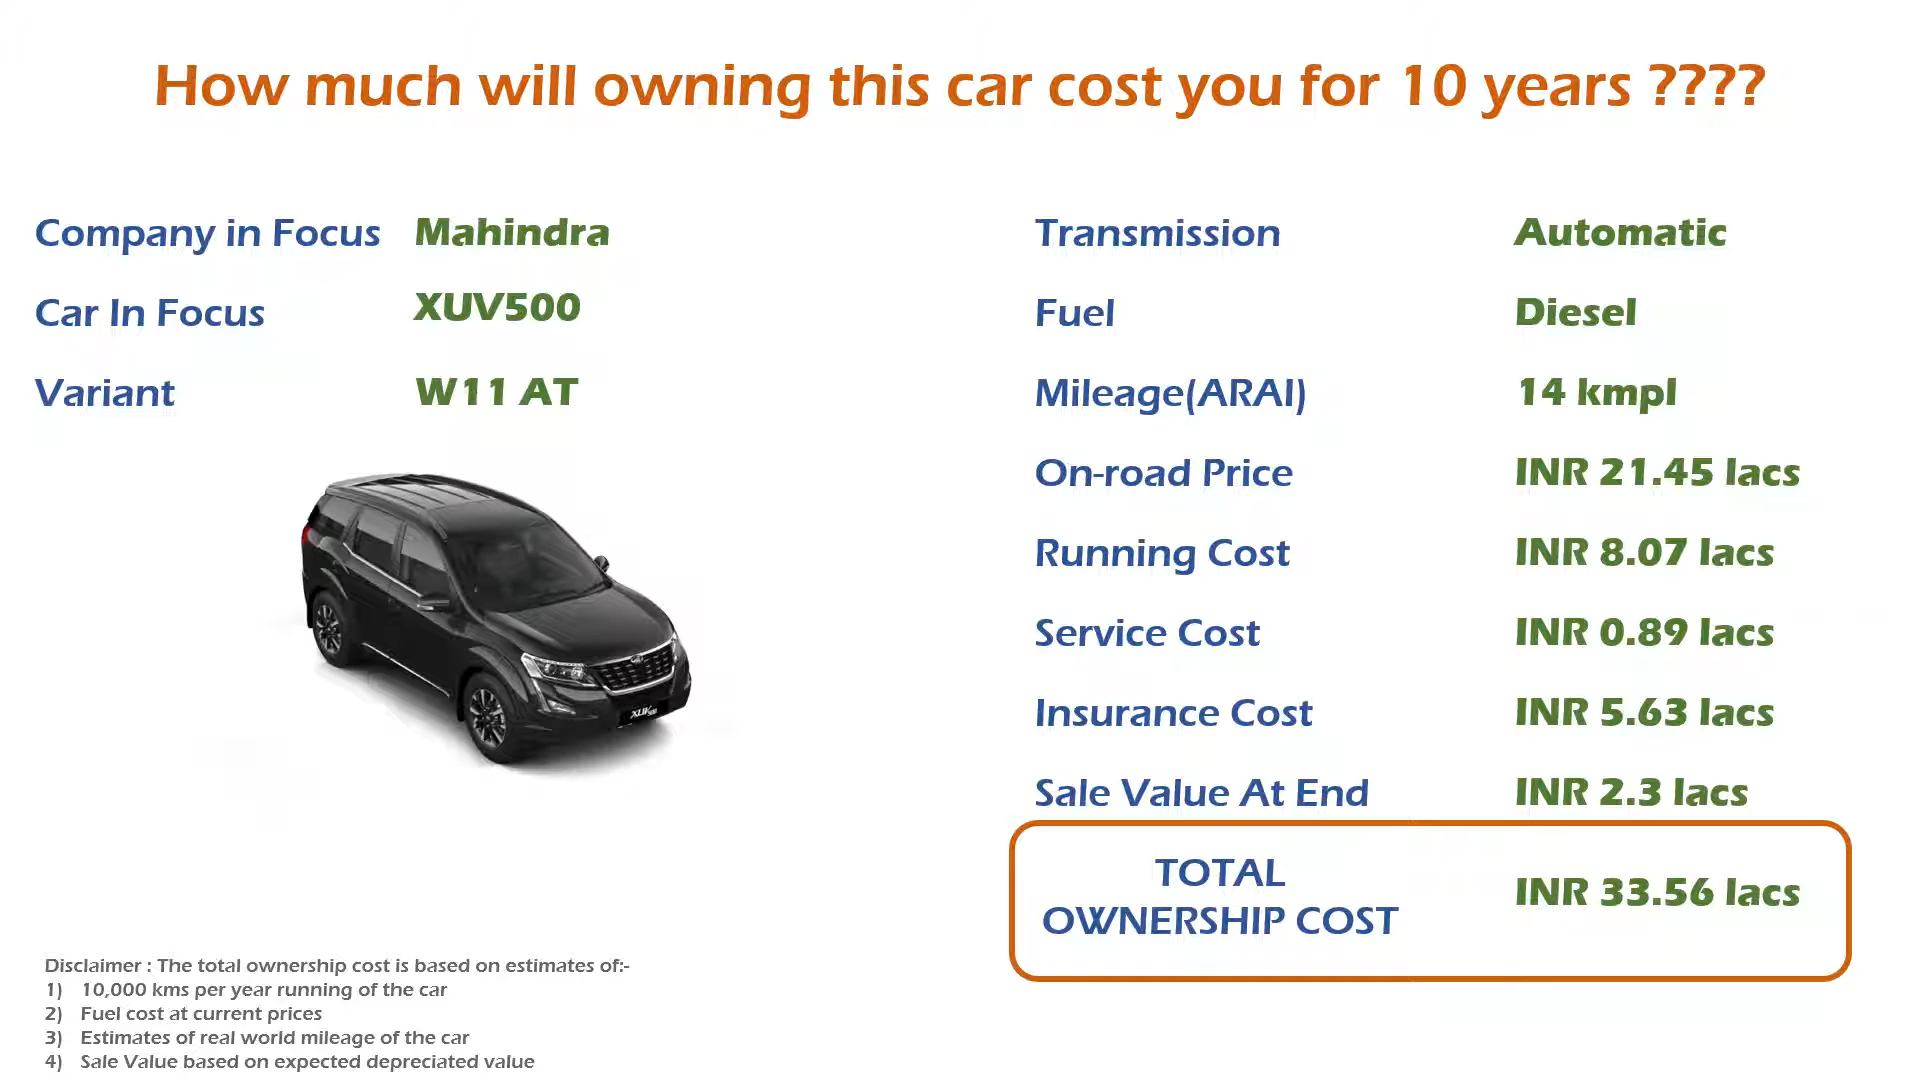 How much will owning this car cost you for 10 years ????
Company in Focus Mahindra
Car In Focus XUV500
Variant W11 AT
Transmission Automatic
Fuel Diesel
Mileage(ARAI) 14 kmpl
On-road Price INR 21.45 lacs
Running Cost INR 8.07 lacs
Service Cost INR 0.89 lacs
Insurance Cost INR 5.63 lacs
Sale Value At End INR 2.3 lacs
TOTAL
OWNERSHIP COST INR 33.56 lacs
XUV500
Disclaimer : The total ownership cost is based on estimates of:-
1) 10,000 kms per year running of the car
2) Fuel cost at current prices
3) Estimates of real world mileage of the car
4) Sale Value based on expected depreciated value